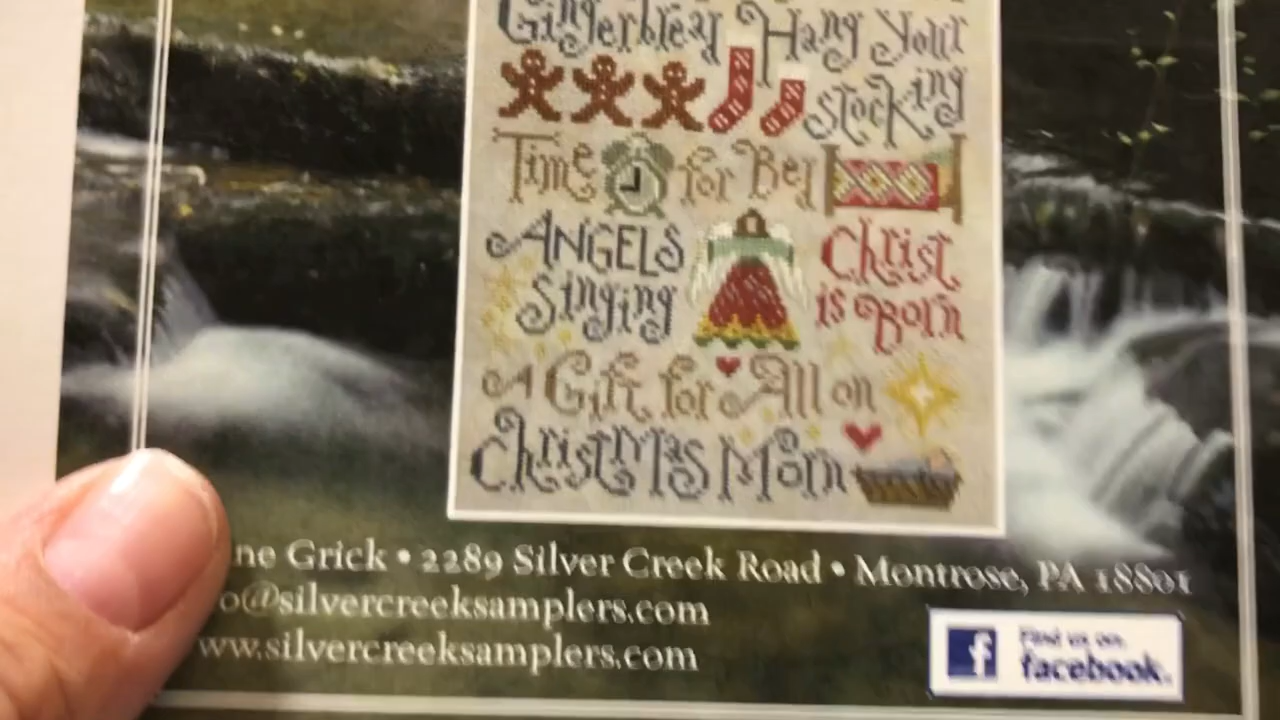 Gingerbread Hang Your
Stocking
Time for Bed
ANGELS
Singing
Christ
is Born
A Gift for All on
Christmas Morn
ne Grick • 2289 Silver Creek Road • Montrose, PA 18801
o@silvercreeksamplers.com
www.silvercreeksamplers.com
f
Find us on
facebook.